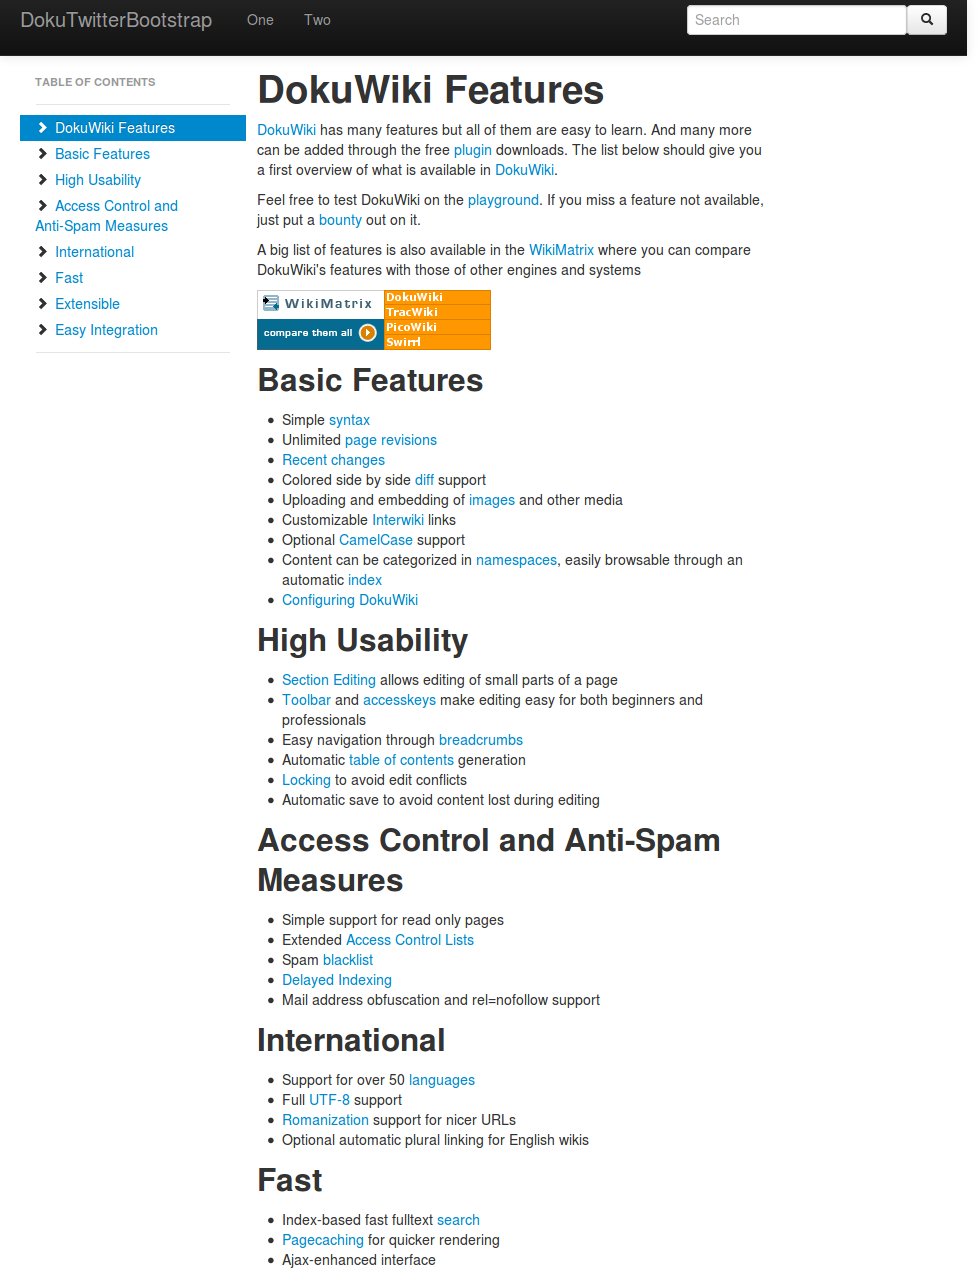 DokuTwitterBootstrap One Two Search
TABLE OF CONTENTS
DokuWiki Features
Basic Features
High Usability
Access Control and
Anti-Spam Measures
International
Fast
Extensible
Easy Integration
DokuWiki Features
DokuWiki has many features but all of them are easy to learn. And many more
can be added through the free plugin downloads. The list below should give you
a first overview of what is available in DokuWiki.
Feel free to test DokuWiki on the playground. If you miss a feature not available,
just put a bounty out on it.
A big list of features is also available in the WikiMatrix where you can compare
DokuWiki's features with those of other engines and systems
WikiMatrix
compare them all
DokuWiki
TracWiki
PicoWiki
Swirrl
Basic Features
Simple syntax
Unlimited page revisions
Recent changes
Colored side by side diff support
Uploading and embedding of images and other media
Customizable Interwiki links
Optional CamelCase support
Content can be categorized in namespaces, easily browsable through an
automatic index
Configuring DokuWiki
High Usability
Section Editing allows editing of small parts of a page
Toolbar and accesskeys make editing easy for both beginners and
professionals
Easy navigation through breadcrumbs
Automatic table of contents generation
Locking to avoid edit conflicts
Automatic save to avoid content lost during editing
Access Control and Anti-Spam
Measures
Simple support for read only pages
Extended Access Control Lists
Spam blacklist
Delayed Indexing
Mail address obfuscation and rel=nofollow support
International
Support for over 50 languages
Full UTF-8 support
Romanization support for nicer URLs
Optional automatic plural linking for English wikis
Fast
Index-based fast fulltext search
Pagecaching for quicker rendering
Ajax-enhanced interface